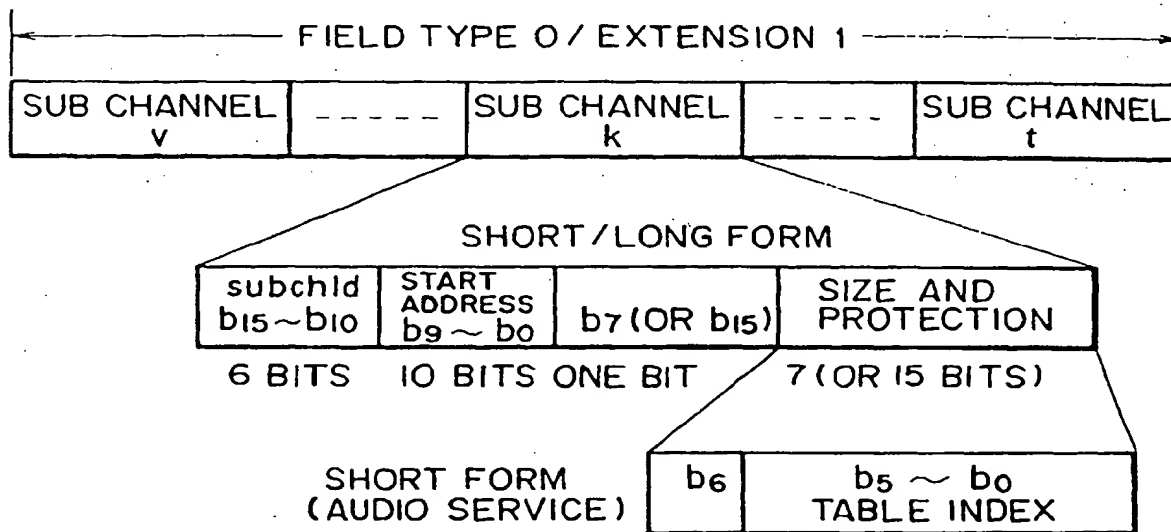 FIELD TYPE 0/ EXTENSION 1
SUB CHANNEL v ----- SUB CHANNEL k ----- SUB CHANNEL t
SHORT/LONG FORM
subchId b15~b10
START ADDRESS b9~b0
b7(OR b15)
SIZE AND PROTECTION
6 BITS 10 BITS ONE BIT 7(OR 15 BITS)
SHORT FORM
(AUDIO SERVICE)
b6
b5~b0
TABLE INDEX